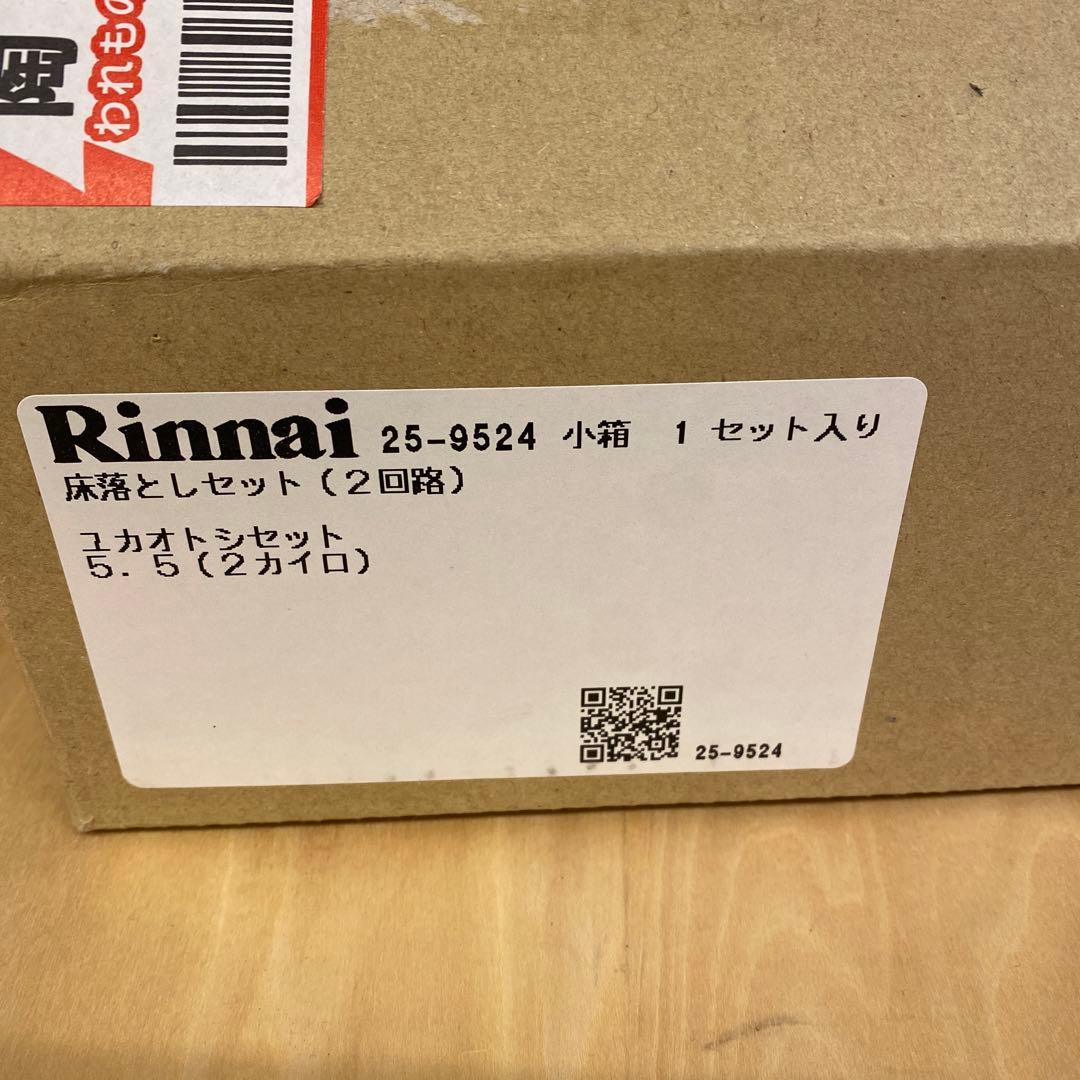 われもの
Rinnai 25-9524 小箱 1 セット入り
床落としセット(2回路)
ユカオトシセット
5.5(2カイロ)
25-9524